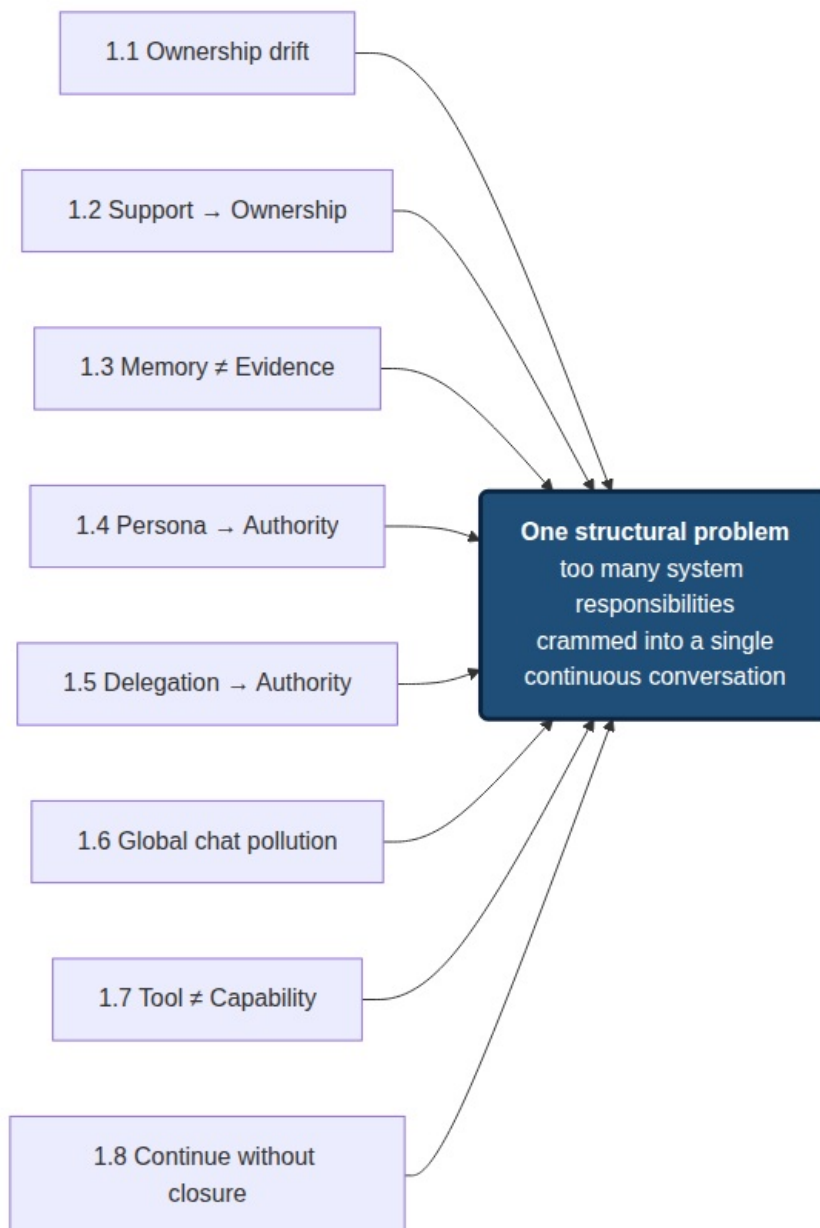 1.1 Ownership drift
1.2 Support → Ownership
1.3 Memory ≠ Evidence
1.4 Persona → Authority
One structural problem
too many system
responsibilities
crammed into a single
continuous conversation
1.5 Delegation → Authority
1.6 Global chat pollution
1.7 Tool ≠ Capability
1.8 Continue without
closure